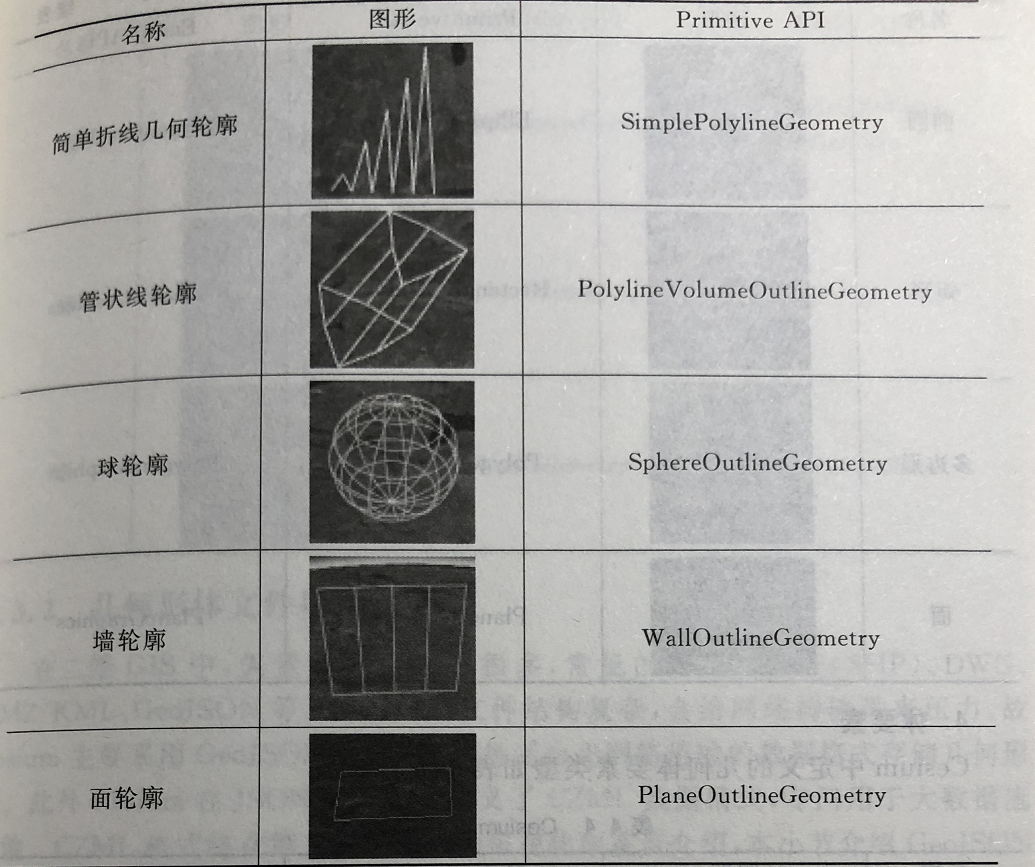 名称 图形 Primitive API
简单折线几何轮廓 SimplePolylineGeometry
管状线轮廓 PolylineVolumeOutlineGeometry
球轮廓 SphereOutlineGeometry
墙轮廓 WallOutlineGeometry
面轮廓 PlaneOutlineGeometry